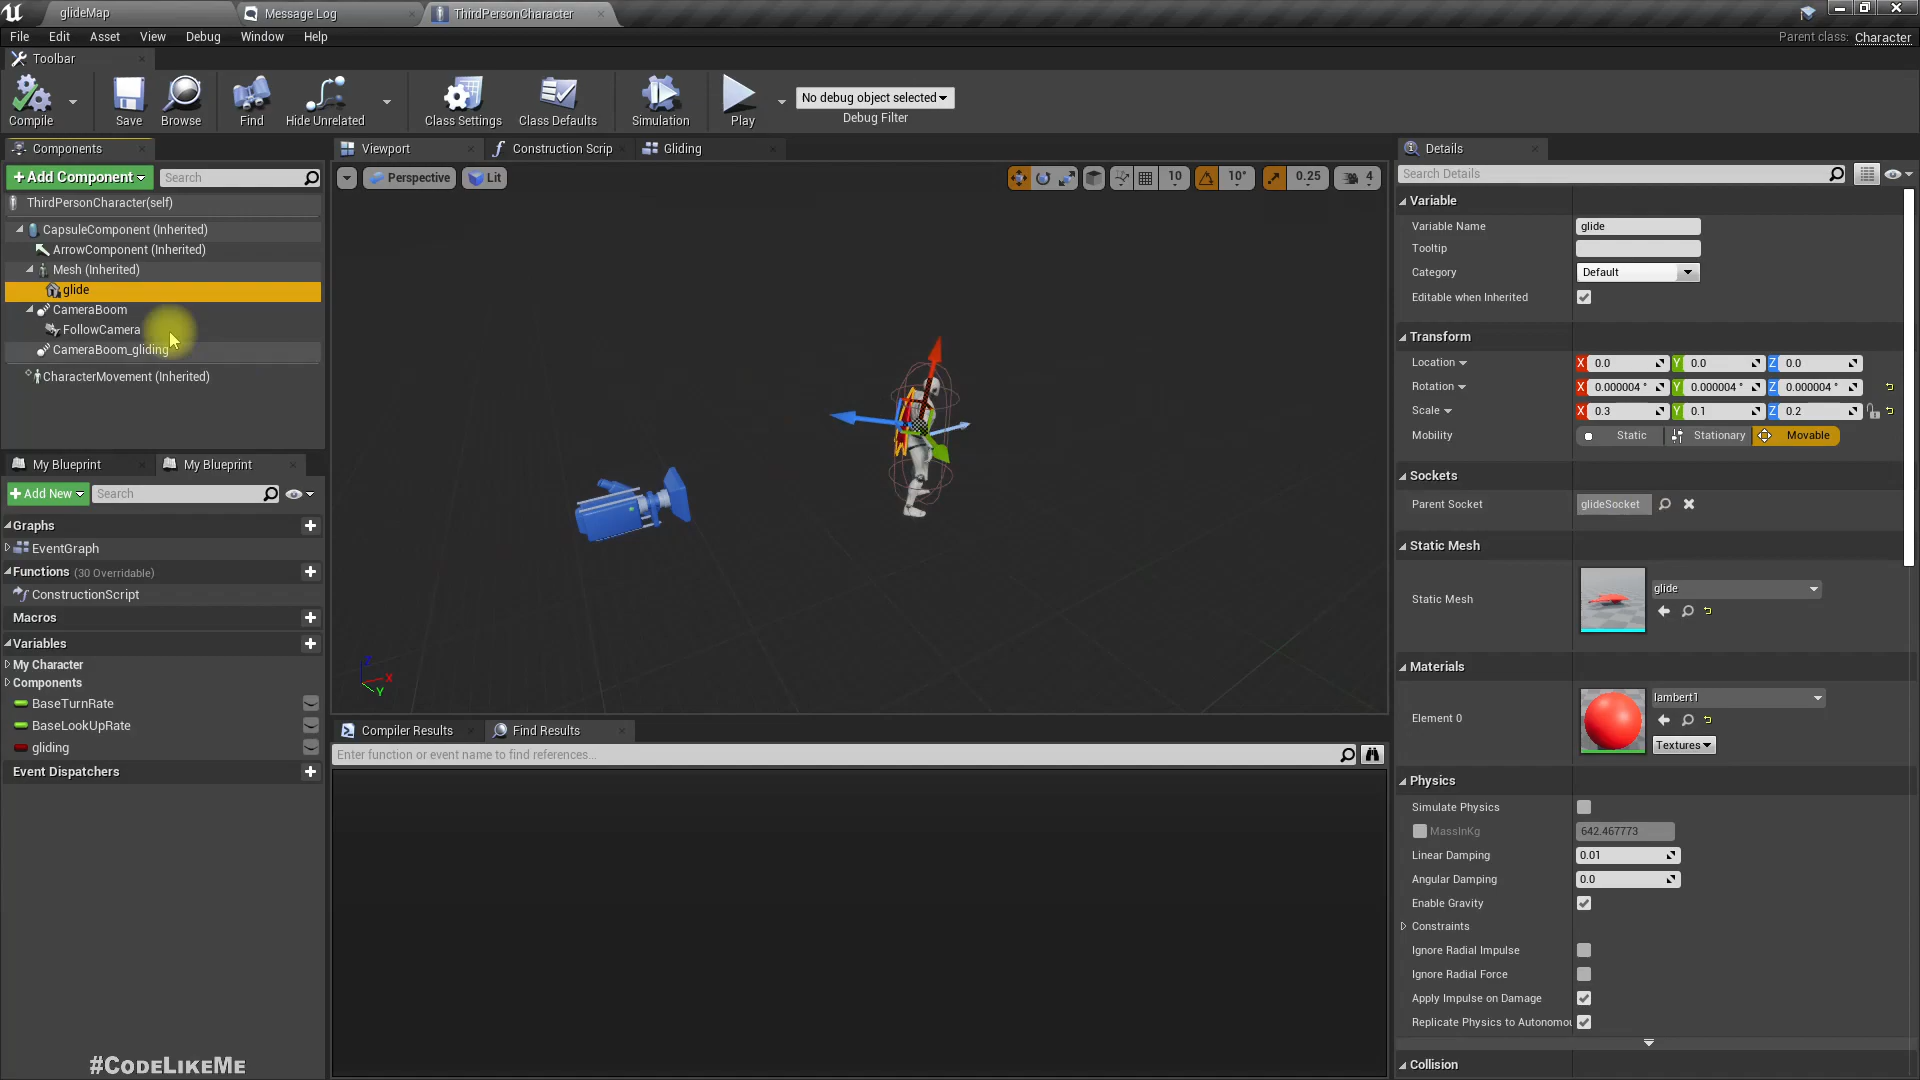 glideMap
Message Log
ThirdPersonCharacter
File Edit Asset View Debug Window Help
Parent class: Character
Toolbar
Compile
Save
Browse
Find
Hide Unrelated
Class Settings
Class Defaults
Simulation
Play
No debug object selected
Debug Filter
Components
+Add Component
Search
ThirdPersonCharacter(self)
CapsuleComponent (Inherited)
ArrowComponent (Inherited)
Mesh (Inherited)
glide
CameraBoom
FollowCamera
CameraBoom_gliding
CharacterMovement (Inherited)
My Blueprint
My Blueprint
+Add New
Search
Graphs
EventGraph
Functions (30 Overridable)
ConstructionScript
Macros
Variables
My Character
Components
BaseTurnRate
BaseLookUpRate
gliding
Event Dispatchers
#CODELIKEME
Viewport
Construction Scrip
Gliding
Perspective
Lit
10
10°
0.25
4
Z
X
Y
Compiler Results
Find Results
Enter function or event name to find references...
Details
Search Details
Variable
Variable Name glide
Tooltip
Category Default
Editable when Inherited
Transform
Location X 0.0 Y 0.0 Z 0.0
Rotation X 0.000004 ° Y 0.000004 ° Z 0.000004 °
Scale X 0.3 Y 0.1 Z 0.2
Mobility Static Stationary Movable
Sockets
Parent Socket glideSocket
Static Mesh
Static Mesh glide
Materials
Element 0 lambert1
Textures
Physics
Simulate Physics
MassInKg 642.467773
Linear Damping 0.01
Angular Damping 0.0
Enable Gravity
Constraints
Ignore Radial Impulse
Ignore Radial Force
Apply Impulse on Damage
Replicate Physics to Autonomou
Collision